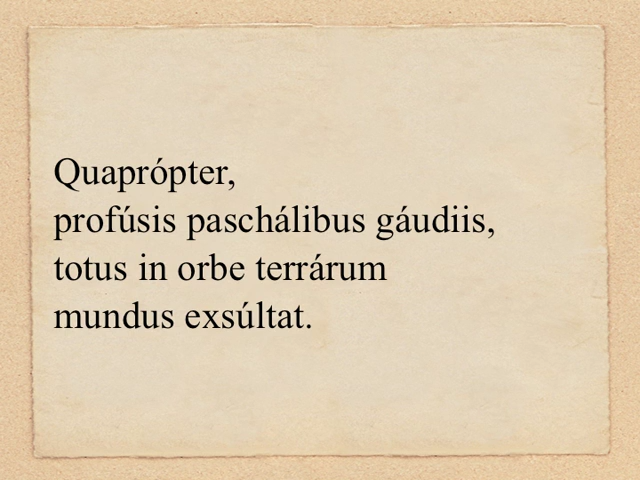 Quaprópter,
profúsis paschálibus gáudiis,
totus in orbe terrárum
mundus exsúltat.